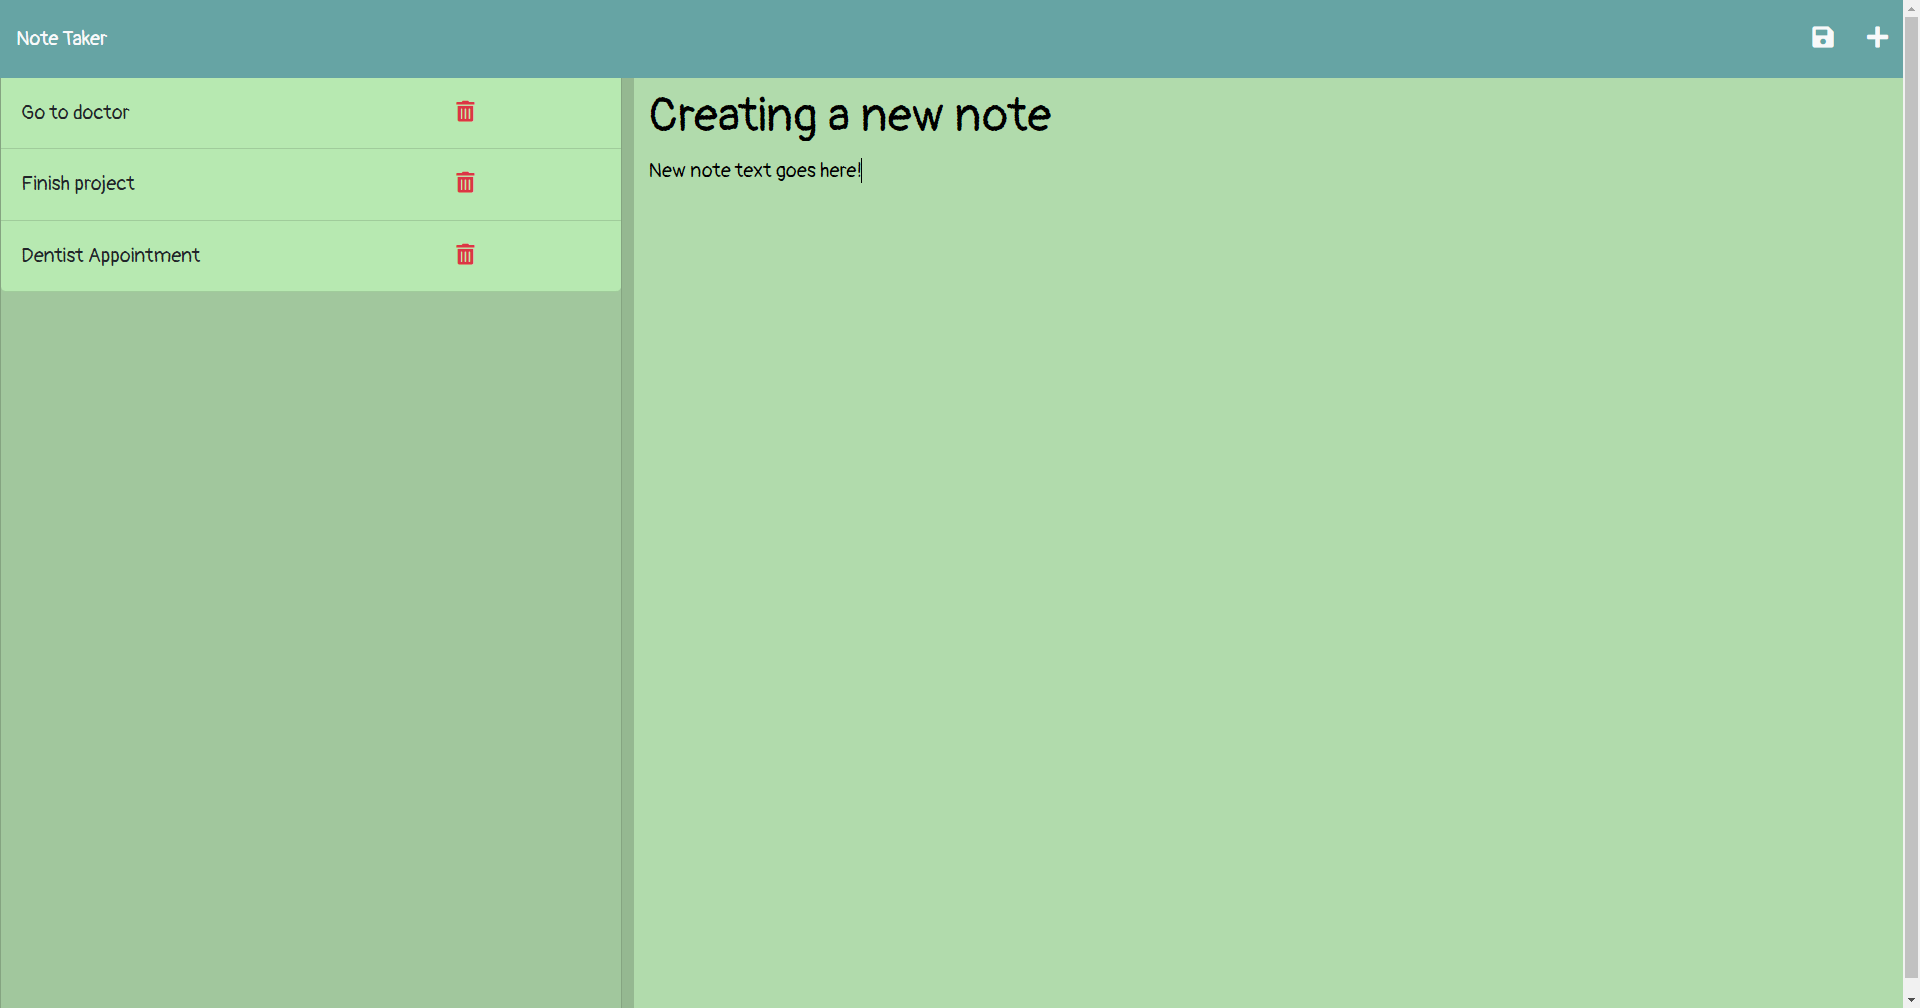 Note Taker
Go to doctor
Finish project
Dentist Appointment
Creating a new note
New note text goes here!